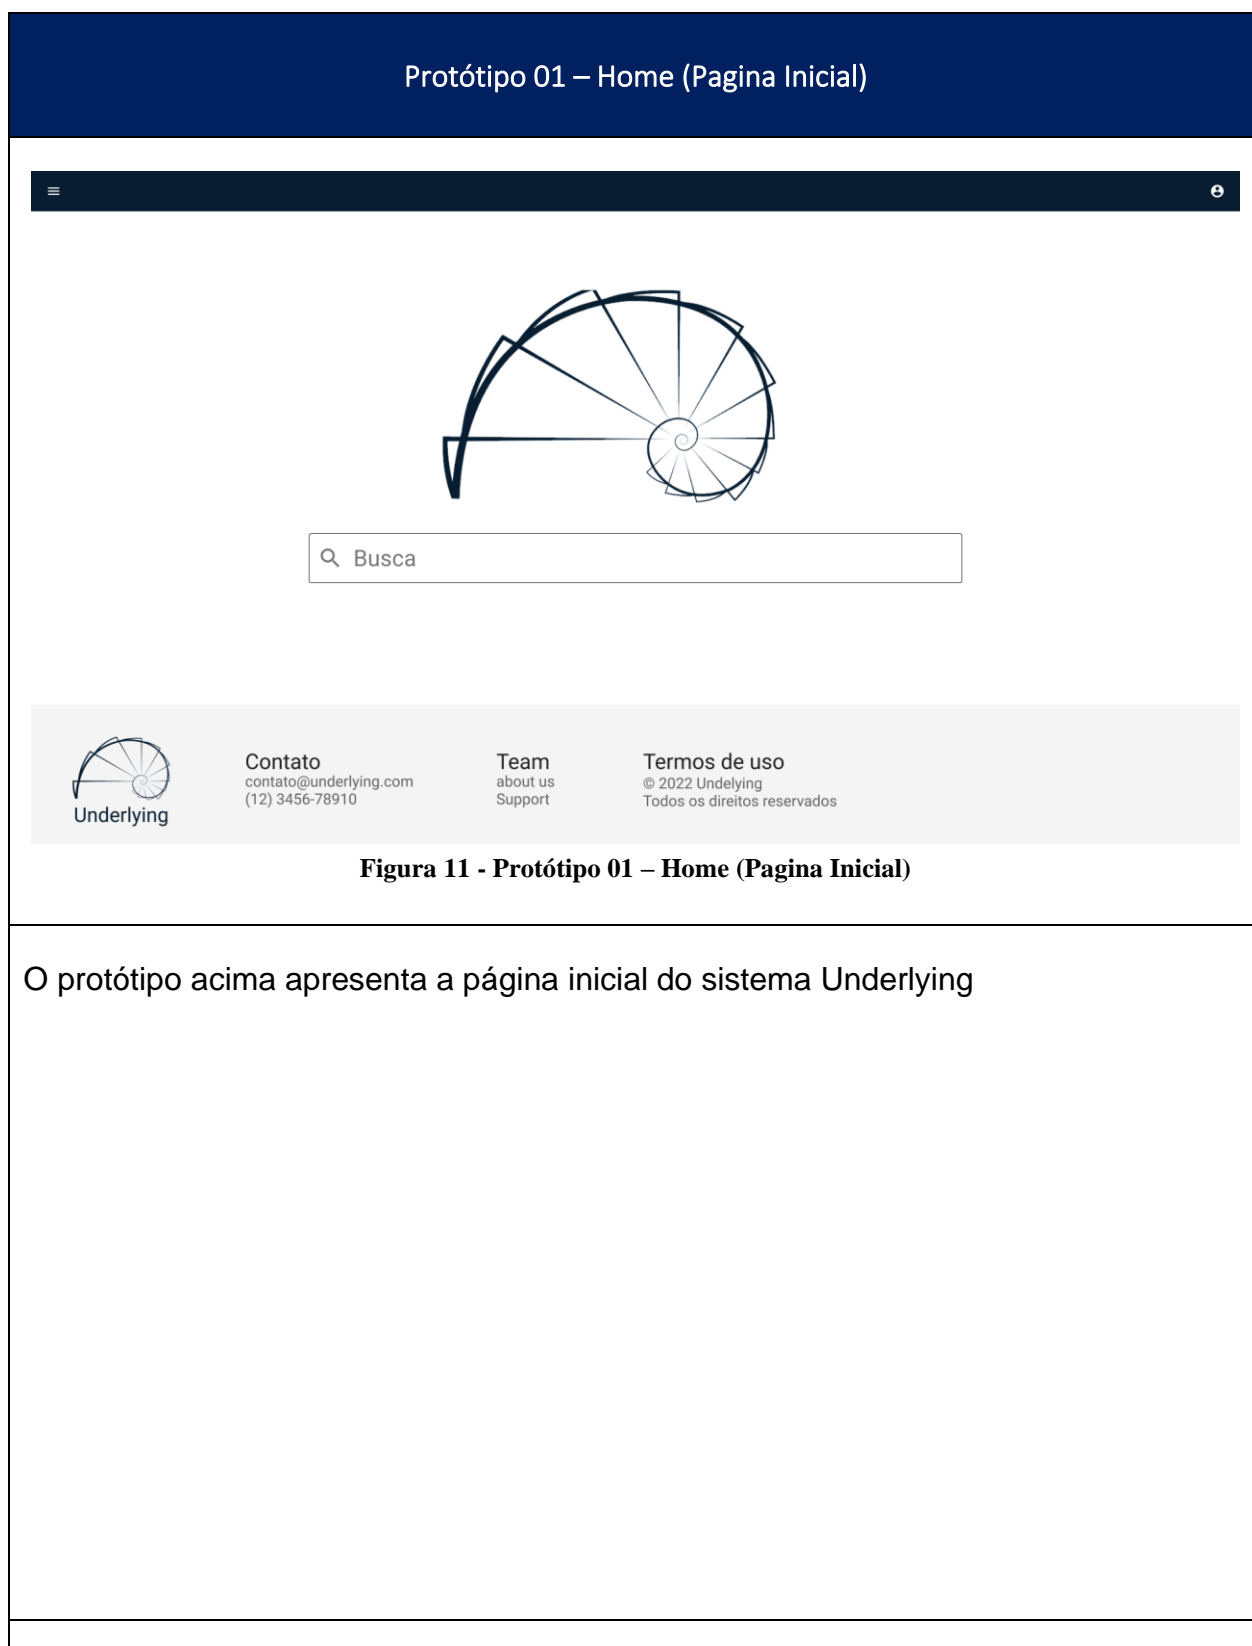 Protótipo 01 – Home (Pagina Inicial)
Busca
Underlying
Contato
contato@underlying.com
(12) 3456-78910
Team
about us
Support
Termos de uso
© 2022 Undelying
Todos os direitos reservados
Figura 11 - Protótipo 01 – Home (Pagina Inicial)
O protótipo acima apresenta a página inicial do sistema Underlying